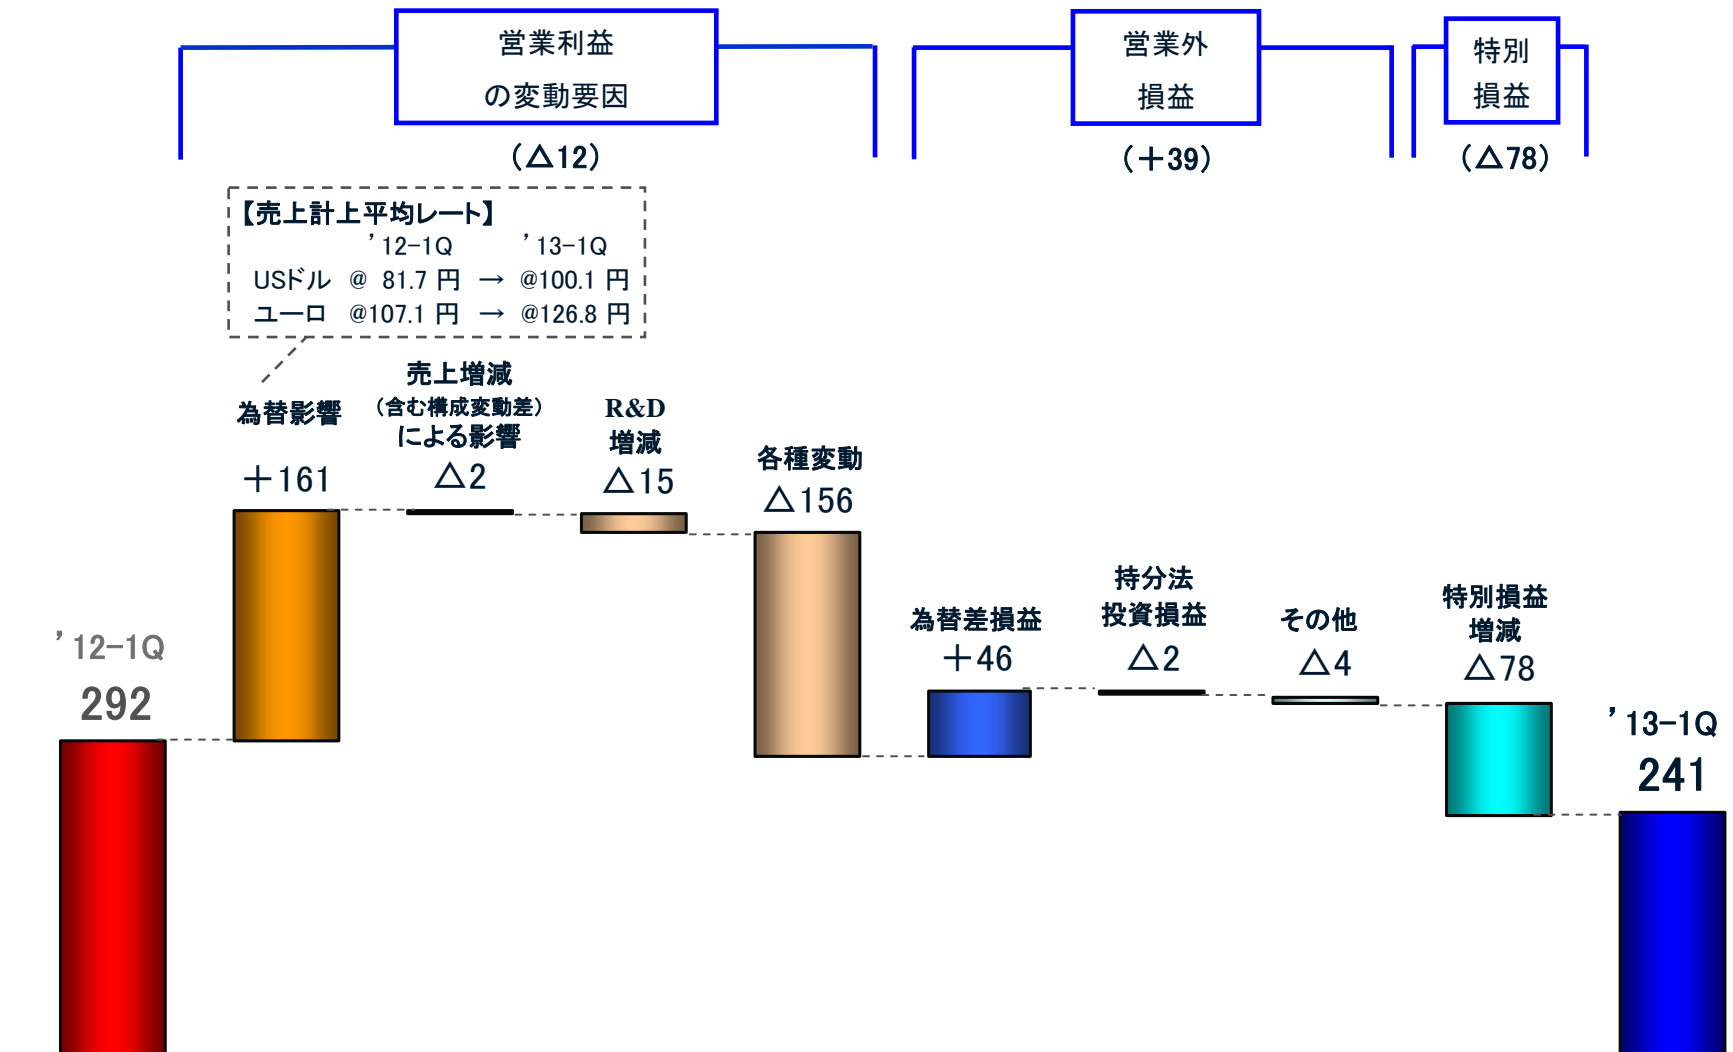 営業利益
の変動要因
(△12)
営業外
損益
(＋39)
特別
損益
(△78)
【売上計上平均レート】
’12-1Q ’13-1Q
USドル @ 81.7 円 → @100.1 円
ユーロ @107.1 円 → @126.8 円
為替影響
＋161
売上増減
(含む構成変動差)
による影響
△2
R&D
増減
△15
各種変動
△156
為替差損益
＋46
持分法
投資損益
△2
その他
△4
特別損益
増減
△78
’12-1Q
292
’13-1Q
241